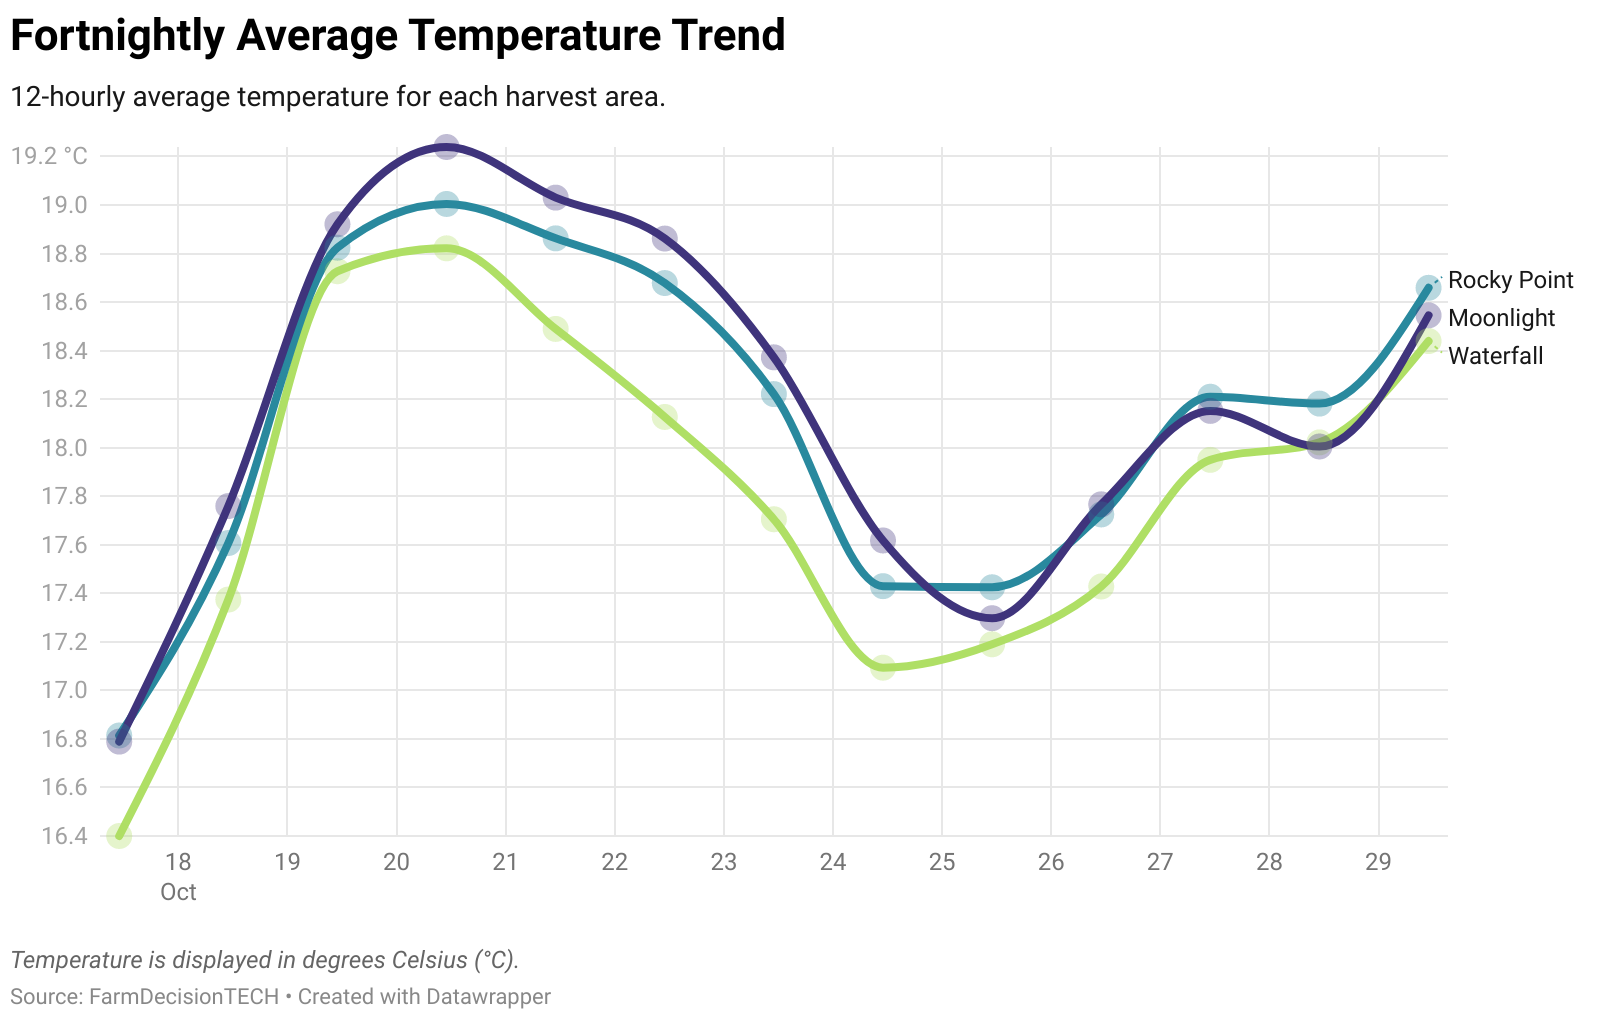 Fortnightly Average Temperature Trend
12-hourly average temperature for each harvest area.
19.2 °C
19.0
18.8
18.6
18.4
18.2
18.0
17.8
17.6
17.4
17.2
17.0
16.8
16.6
16.4
Rocky Point
Moonlight
Waterfall
18 19 20 21 22 23 24 25 26 27 28 29
Oct
Temperature is displayed in degrees Celsius (°C).
Source: FarmDecisionTECH • Created with Datawrapper